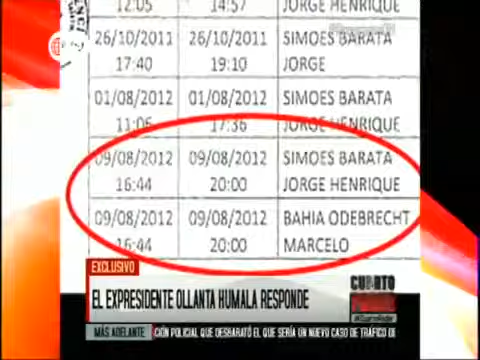 12:05 14:57 JORGE HENRIQUE
26/10/2011 26/10/2011 SIMOES BARATA
17:40 19:10 JORGE
01/08/2012 01/08/2012 SIMOES BARATA
11:06 17:36 JORGE HENRIQUE
09/08/2012 09/08/2012 SIMOES BARATA
16:44 20:00 JORGE HENRIQUE
09/08/2012 09/08/2012 BAHIA ODEBRECHT
16:44 20:00 MARCELO
EXCLUSIVO
EL EXPRESIDENTE OLLANTA HUMALA RESPONDE
CUARTO
MÁS ADELANTE
CIÓN POLICIAL QUE DESBARATÓ EL QUE SERÍA UN NUEVO CASO DE TRÁFICO DE